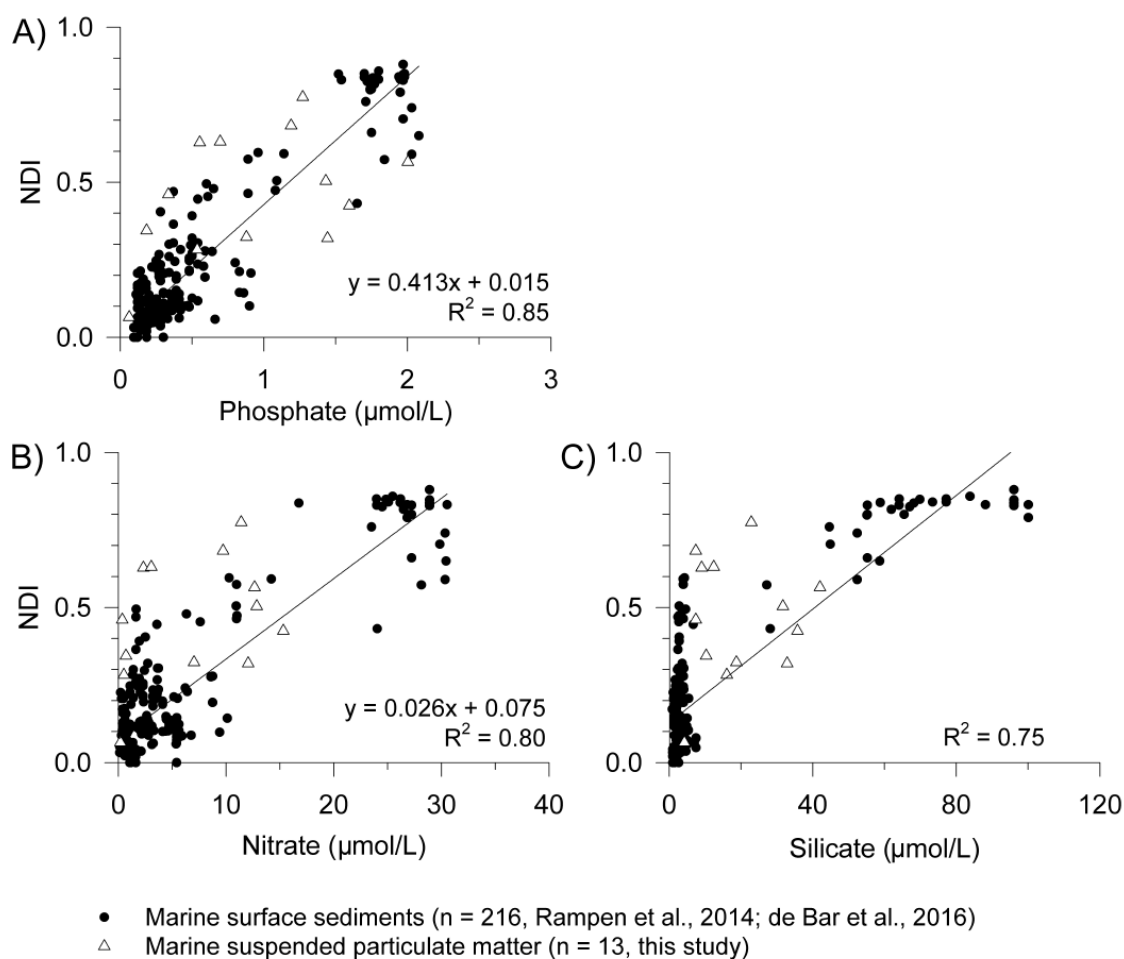 A)
1.0
0.5
0.0
NDI
y = 0.413x + 0.015
R² = 0.85
0 1 2 3
Phosphate (µmol/L)
B)
1.0
0.5
0.0
NDI
y = 0.026x + 0.075
R² = 0.80
0 10 20 30 40
Nitrate (µmol/L)
C)
1.0
0.5
0.0
R² = 0.75
0 40 80 120
Silicate (µmol/L)
Marine surface sediments (n = 216, Rampen et al., 2014; de Bar et al., 2016)
Marine suspended particulate matter (n = 13, this study)